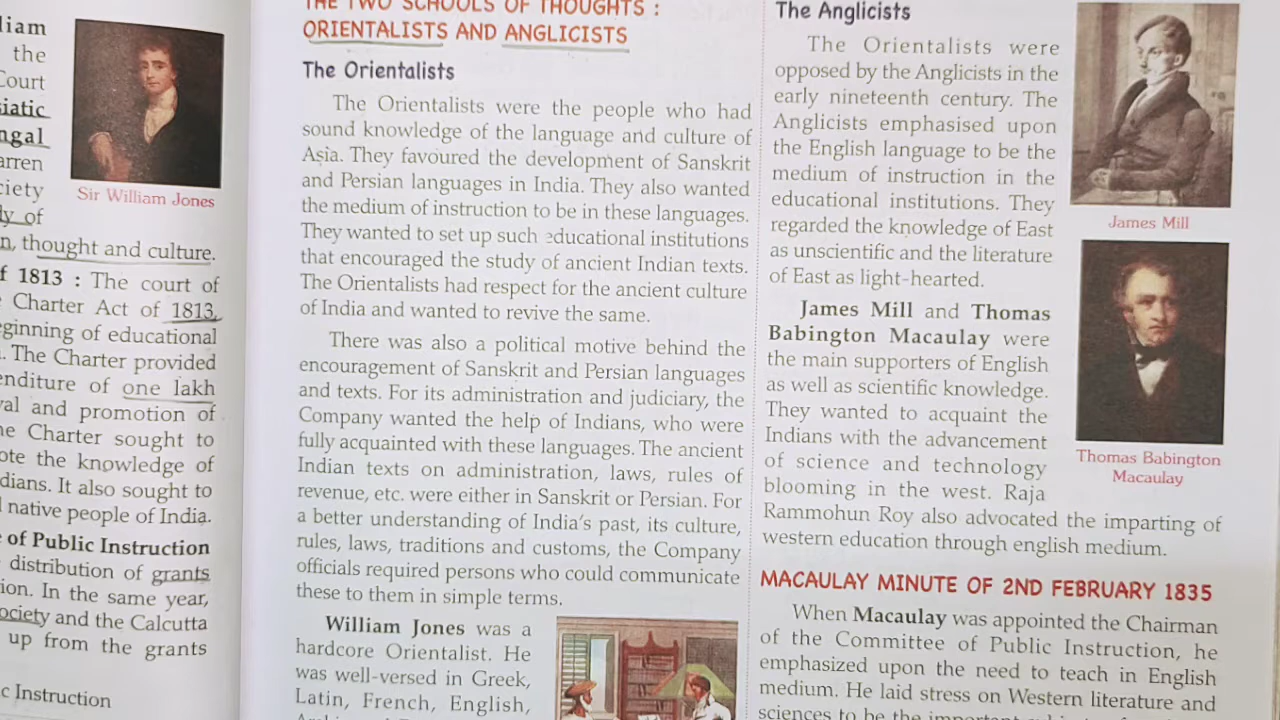 liam
the
Court
siatic
ngal
arren
ciety
dy of
n, thought and culture.
Sir William Jones
f 1813 : The court of
Charter Act of 1813,
eginning of educational
. The Charter provided
enditure of one lakh
val and promotion of
he Charter sought to
ote the knowledge of
dians. It also sought to
l native people of India.
e of Public Instruction
distribution of grants
ion. In the same year,
ociety and the Calcutta
up from the grants
c Instruction
THE TWO SCHOOLS OF THOUGHTS :
ORIENTALISTS AND ANGLICISTS
The Orientalists
The Orientalists were the people who had
sound knowledge of the language and culture of
Asia. They favoured the development of Sanskrit
and Persian languages in India. They also wanted
the medium of instruction to be in these languages.
They wanted to set up such educational institutions
that encouraged the study of ancient Indian texts.
The Orientalists had respect for the ancient culture
of India and wanted to revive the same.
There was also a political motive behind the
encouragement of Sanskrit and Persian languages
and texts. For its administration and judiciary, the
Company wanted the help of Indians, who were
fully acquainted with these languages. The ancient
Indian texts on administration, laws, rules of
revenue, etc. were either in Sanskrit or Persian. For
a better understanding of India's past, its culture,
rules, laws, traditions and customs, the Company
officials required persons who could communicate
these to them in simple terms.
William Jones was a
hardcore Orientalist. He
was well-versed in Greek,
Latin, French, English,
The Anglicists
The Orientalists were
opposed by the Anglicists in the
early nineteenth century. The
Anglicists emphasised upon
the English language to be the
medium of instruction in the
educational institutions. They
regarded the knowledge of East
as unscientific and the literature
of East as light-hearted.
James Mill
James Mill and Thomas
Babington Macaulay were
the main supporters of English
as well as scientific knowledge.
They wanted to acquaint the
Indians with the advancement
of science and technology
blooming in the west. Raja
Rammohun Roy also advocated the imparting of
western education through english medium.
Thomas Babington
Macaulay
MACAULAY MINUTE OF 2ND FEBRUARY 1835
When Macaulay was appointed the Chairman
of the Committee of Public Instruction, he
emphasized upon the need to teach in English
medium. He laid stress on Western literature and
sciences to be the important